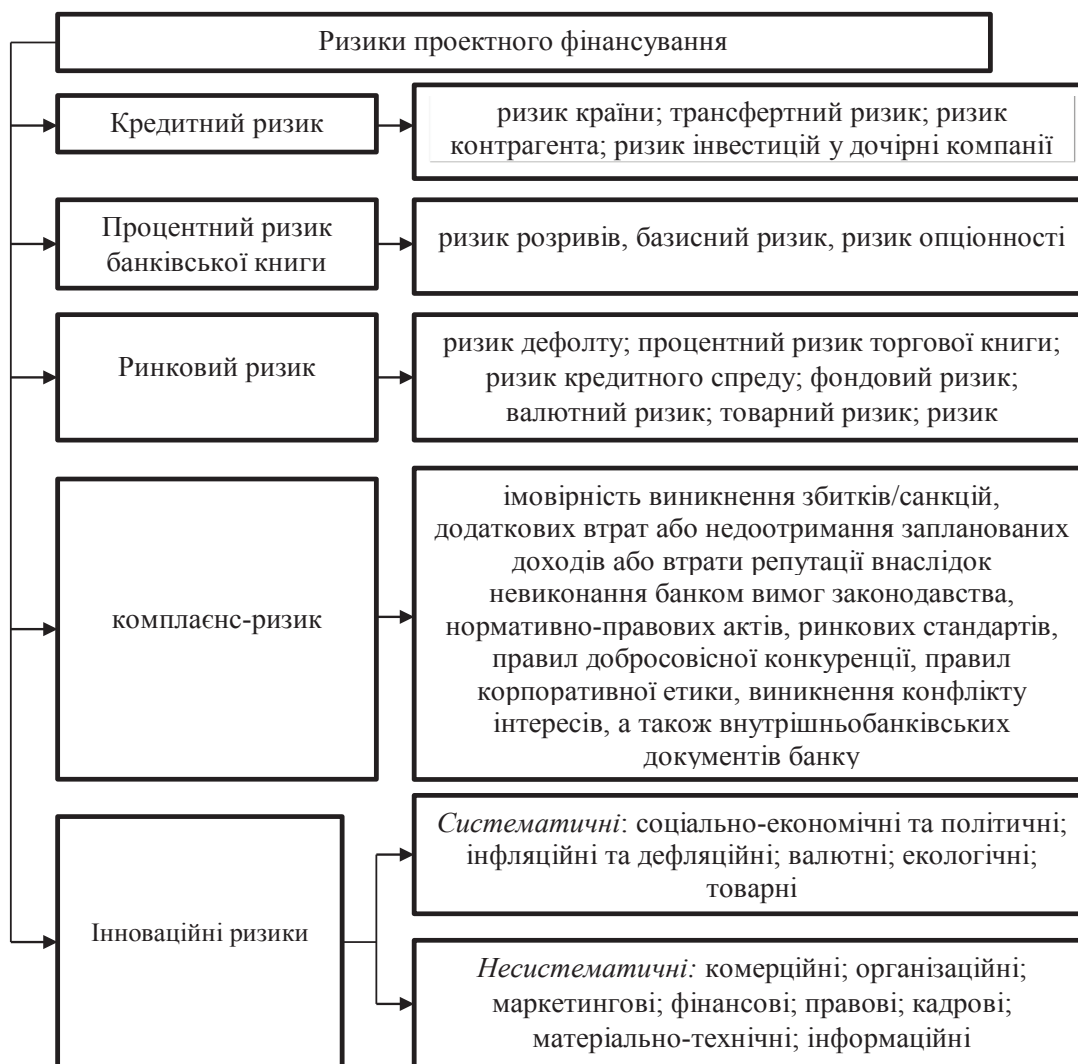 Ризики проектного фінансування
Кредитний ризик
ризик країни; трансфертний ризик; ризик
контрагента; ризик інвестицій у дочірні компанії
Процентний ризик
банківської книги
ризик розривів, базисний ризик, ризик опціонності
Ринковий ризик
ризик дефолту; процентний ризик торгової книги;
ризик кредитного спреду; фондовий ризик;
валютний ризик; товарний ризик; ризик
комплаєнс-ризик
імовірність виникнення збитків/санкцій,
додаткових втрат або недоотримання запланованих
доходів або втрати репутації внаслідок
невиконання банком вимог законодавства,
нормативно-правових актів, ринкових стандартів,
правил добросовісної конкуренції, правил
корпоративної етики, виникнення конфлікту
інтересів, а також внутрішньобанківських
документів банку
Інноваційні ризики
Систематичні: соціально-економічні та політичні;
інфляційні та дефляційні; валютні; екологічні;
товарні
Несистематичні: комерційні; організаційні;
маркетингові; фінансові; правові; кадрові;
матеріально-технічні; інформаційні